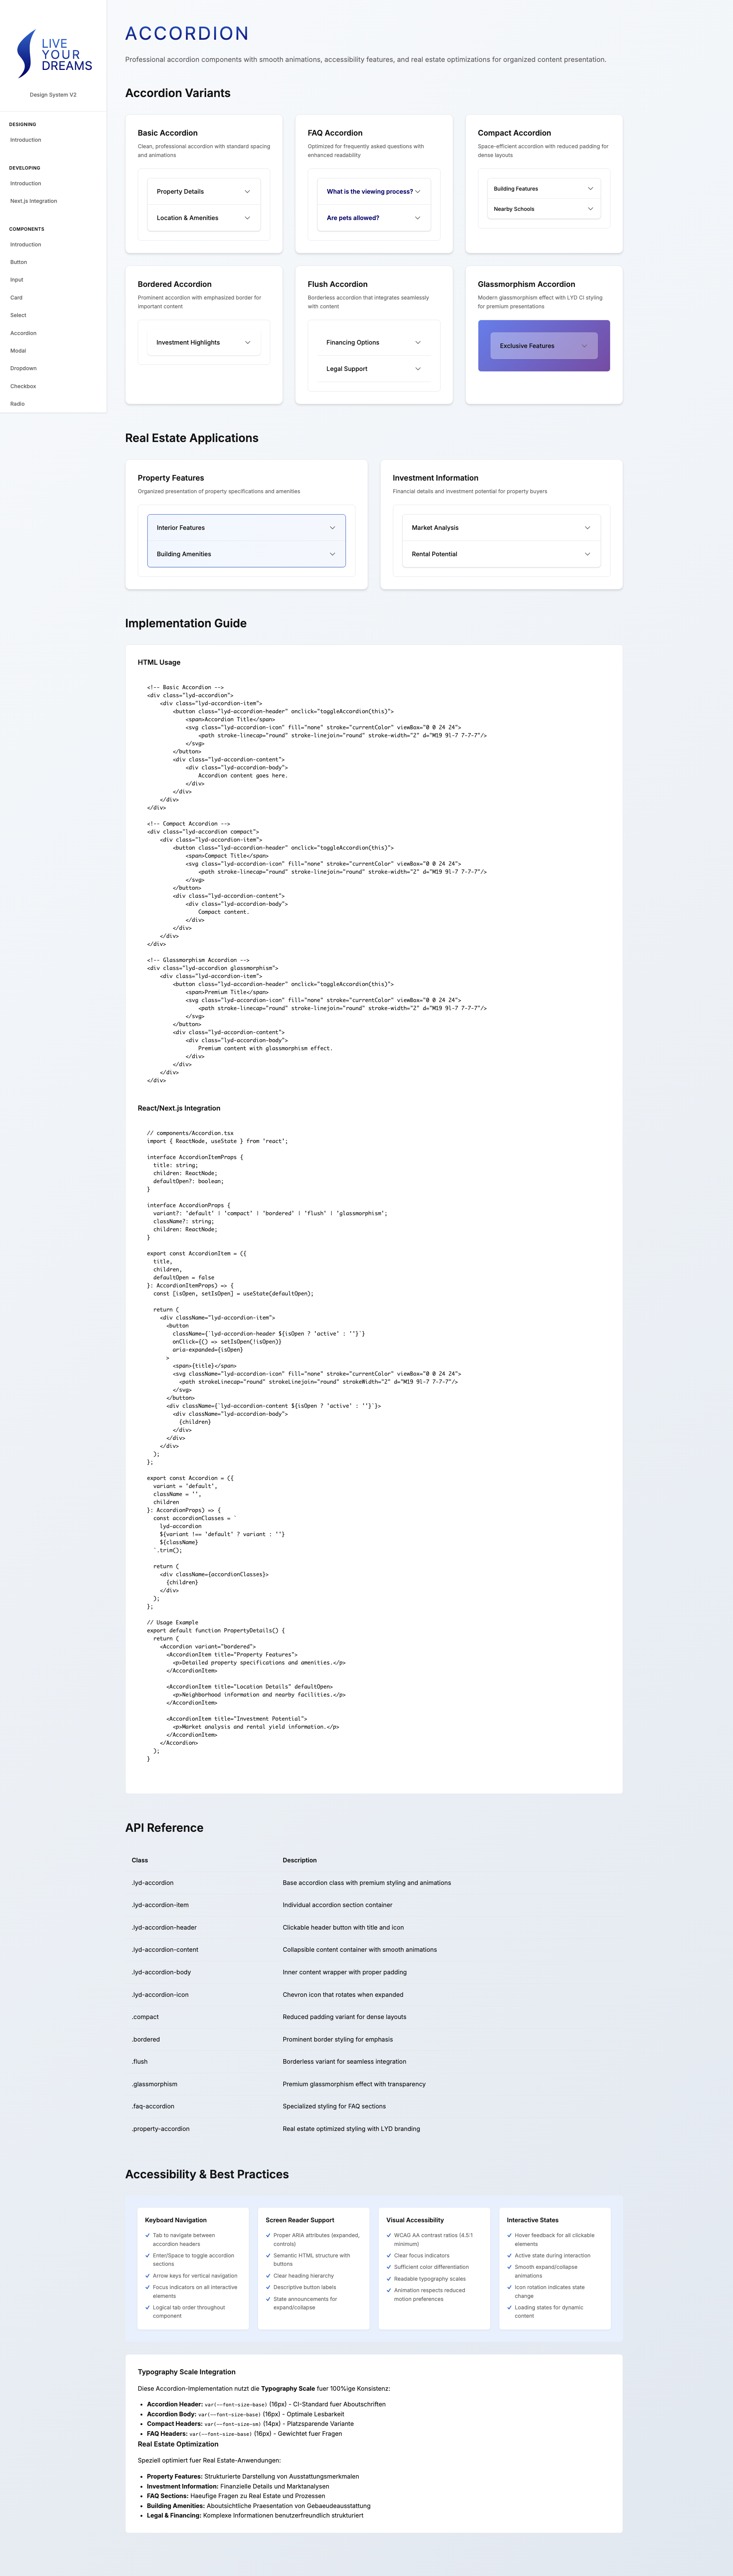 LIVE
YOUR
DREAMS
Design System V2
DESIGNING
Introduction
DEVELOPING
Introduction
Next.js Integration
COMPONENTS
Introduction
Button
Input
Card
Select
Accordion
Modal
Dropdown
Checkbox
Radio
ACCORDION
Professional accordion components with smooth animations, accessibility features, and real estate optimizations for organized content presentation.
Accordion Variants
Basic Accordion
Clean, professional accordion with standard spacing
and animations
Property Details
Location & Amenities
FAQ Accordion
Optimized for frequently asked questions with
enhanced readability
What is the viewing process?
Are pets allowed?
Compact Accordion
Space-efficient accordion with reduced padding for
dense layouts
Building Features
Nearby Schools
Bordered Accordion
Prominent accordion with emphasized border for
important content
Investment Highlights
Flush Accordion
Borderless accordion that integrates seamlessly
with content
Financing Options
Legal Support
Glassmorphism Accordion
Modern glassmorphism effect with LYD CI styling
for premium presentations
Exclusive Features
Real Estate Applications
Property Features
Organized presentation of property specifications and amenities
Interior Features
Building Amenities
Investment Information
Financial details and investment potential for property buyers
Market Analysis
Rental Potential
Implementation Guide
HTML Usage
<!-- Basic Accordion -->
<div class="lyd-accordion">
    <div class="lyd-accordion-item">
        <button class="lyd-accordion-header" onclick="toggleAccordion(this)">
            <span>Accordion Title</span>
            <svg class="lyd-accordion-icon" fill="none" stroke="currentColor" viewBox="0 0 24 24">
                <path stroke-linecap="round" stroke-linejoin="round" stroke-width="2" d="M19 9l-7 7-7-7"/>
            </svg>
        </button>
        <div class="lyd-accordion-content">
            <div class="lyd-accordion-body">
                Accordion content goes here.
            </div>
        </div>
    </div>
</div>
<!-- Compact Accordion -->
<div class="lyd-accordion compact">
    <div class="lyd-accordion-item">
        <button class="lyd-accordion-header" onclick="toggleAccordion(this)">
            <span>Compact Title</span>
            <svg class="lyd-accordion-icon" fill="none" stroke="currentColor" viewBox="0 0 24 24">
                <path stroke-linecap="round" stroke-linejoin="round" stroke-width="2" d="M19 9l-7 7-7-7"/>
            </svg>
        </button>
        <div class="lyd-accordion-content">
            <div class="lyd-accordion-body">
                Compact content.
            </div>
        </div>
    </div>
</div>
<!-- Glassmorphism Accordion -->
<div class="lyd-accordion glassmorphism">
    <div class="lyd-accordion-item">
        <button class="lyd-accordion-header" onclick="toggleAccordion(this)">
            <span>Premium Title</span>
            <svg class="lyd-accordion-icon" fill="none" stroke="currentColor" viewBox="0 0 24 24">
                <path stroke-linecap="round" stroke-linejoin="round" stroke-width="2" d="M19 9l-7 7-7-7"/>
            </svg>
        </button>
        <div class="lyd-accordion-content">
            <div class="lyd-accordion-body">
                Premium content with glassmorphism effect.
            </div>
        </div>
    </div>
</div>
React/Next.js Integration
// components/Accordion.tsx
import { ReactNode, useState } from 'react';
interface AccordionItemProps {
  title: string;
  children: ReactNode;
  defaultOpen?: boolean;
}
interface AccordionProps {
  variant?: 'default' | 'compact' | 'bordered' | 'flush' | 'glassmorphism';
  className?: string;
  children: ReactNode;
}
export const AccordionItem = ({
  title,
  children,
  defaultOpen = false
}: AccordionItemProps) => {
  const [isOpen, setIsOpen] = useState(defaultOpen);
  return (
    <div className="lyd-accordion-item">
      <button
        className={`lyd-accordion-header ${isOpen ? 'active' : ''}`}
        onClick={() => setIsOpen(!isOpen)}
        aria-expanded={isOpen}
      >
        <span>{title}</span>
        <svg className="lyd-accordion-icon" fill="none" stroke="currentColor" viewBox="0 0 24 24">
          <path strokeLinecap="round" strokeLinejoin="round" strokeWidth="2" d="M19 9l-7 7-7-7"/>
        </svg>
      </button>
      <div className={`lyd-accordion-content ${isOpen ? 'active' : ''}`}>
        <div className="lyd-accordion-body">
          {children}
        </div>
      </div>
    </div>
  );
};
export const Accordion = ({
  variant = 'default',
  className = '',
  children
}: AccordionProps) => {
  const accordionClasses = `
    lyd-accordion
    ${variant !== 'default' ? variant : ''}
    ${className}
  `.trim();
  return (
    <div className={accordionClasses}>
      {children}
    </div>
  );
};
// Usage Example
export default function PropertyDetails() {
  return (
    <Accordion variant="bordered">
      <AccordionItem title="Property Features">
        <p>Detailed property specifications and amenities.</p>
      </AccordionItem>
      <AccordionItem title="Location Details" defaultOpen>
        <p>Neighborhood information and nearby facilities.</p>
      </AccordionItem>
      <AccordionItem title="Investment Potential">
        <p>Market analysis and rental yield information.</p>
      </AccordionItem>
    </Accordion>
  );
}
API Reference
Class Description
.lyd-accordion Base accordion class with premium styling and animations
.lyd-accordion-item Individual accordion section container
.lyd-accordion-header Clickable header button with title and icon
.lyd-accordion-content Collapsible content container with smooth animations
.lyd-accordion-body Inner content wrapper with proper padding
.lyd-accordion-icon Chevron icon that rotates when expanded
.compact Reduced padding variant for dense layouts
.bordered Prominent border styling for emphasis
.flush Borderless variant for seamless integration
.glassmorphism Premium glassmorphism effect with transparency
.faq-accordion Specialized styling for FAQ sections
.property-accordion Real estate optimized styling with LYD branding
Accessibility & Best Practices
Keyboard Navigation
Tab to navigate between
accordion headers
Enter/Space to toggle accordion
sections
Arrow keys for vertical navigation
Focus indicators on all interactive
elements
Logical tab order throughout
component
Screen Reader Support
Proper ARIA attributes (expanded,
controls)
Semantic HTML structure with
buttons
Clear heading hierarchy
Descriptive button labels
State announcements for
expand/collapse
Visual Accessibility
WCAG AA contrast ratios (4.5:1
minimum)
Clear focus indicators
Sufficient color differentiation
Readable typography scales
Animation respects reduced
motion preferences
Interactive States
Hover feedback for all clickable
elements
Active state during interaction
Smooth expand/collapse
animations
Icon rotation indicates state
change
Loading states for dynamic
content
Typography Scale Integration
Diese Accordion-Implementation nutzt die Typography Scale fuer 100%ige Konsistenz:
• Accordion Header: var(--font-size-base) (16px) - CI-Standard fuer Aboutschriften
• Accordion Body: var(--font-size-base) (16px) - Optimale Lesbarkeit
• Compact Headers: var(--font-size-sm) (14px) - Platzsparende Variante
• FAQ Headers: var(--font-size-base) (16px) - Gewichtet fuer Fragen
Real Estate Optimization
Speziell optimiert fuer Real Estate-Anwendungen:
• Property Features: Strukturierte Darstellung von Ausstattungsmerkmalen
• Investment Information: Finanzielle Details und Marktanalysen
• FAQ Sections: Haeufige Fragen zu Real Estate und Prozessen
• Building Amenities: Aboutsichtliche Praesentation von Gebaeudeausstattung
• Legal & Financing: Komplexe Informationen benutzerfreundlich strukturiert